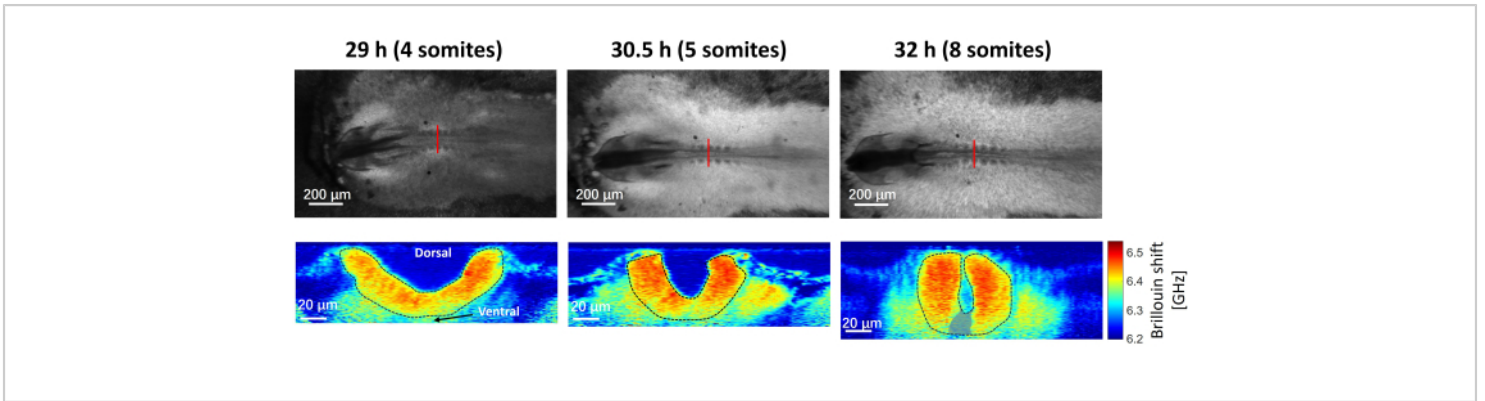 29 h (4 somites)
30.5 h (5 somites)
32 h (8 somites)
200 µm
200 µm
200 µm
Dorsal
Ventral
20 µm
20 µm
20 µm
6.5
6.4
6.3
6.2
Brillouin shift
[GHz]